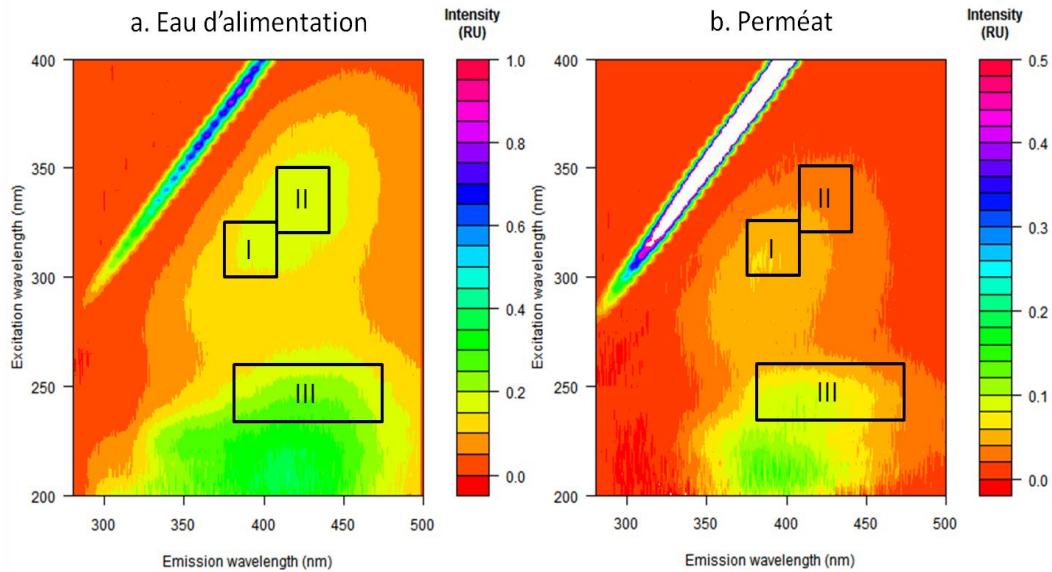 a. Eau d'alimentation
Intensity
(RU)
400
350
300
250
200
Excitation wavelength (nm)
II
I
III
300
350
400
450
500
Emission wavelength (nm)
1.0
0.8
0.6
0.4
0.2
0.0
b. Perméat
Intensity
(RU)
400
350
300
250
200
Excitation wavelength (nm)
II
I
III
300
350
400
450
500
Emission wavelength (nm)
0.5
0.4
0.3
0.2
0.1
0.0